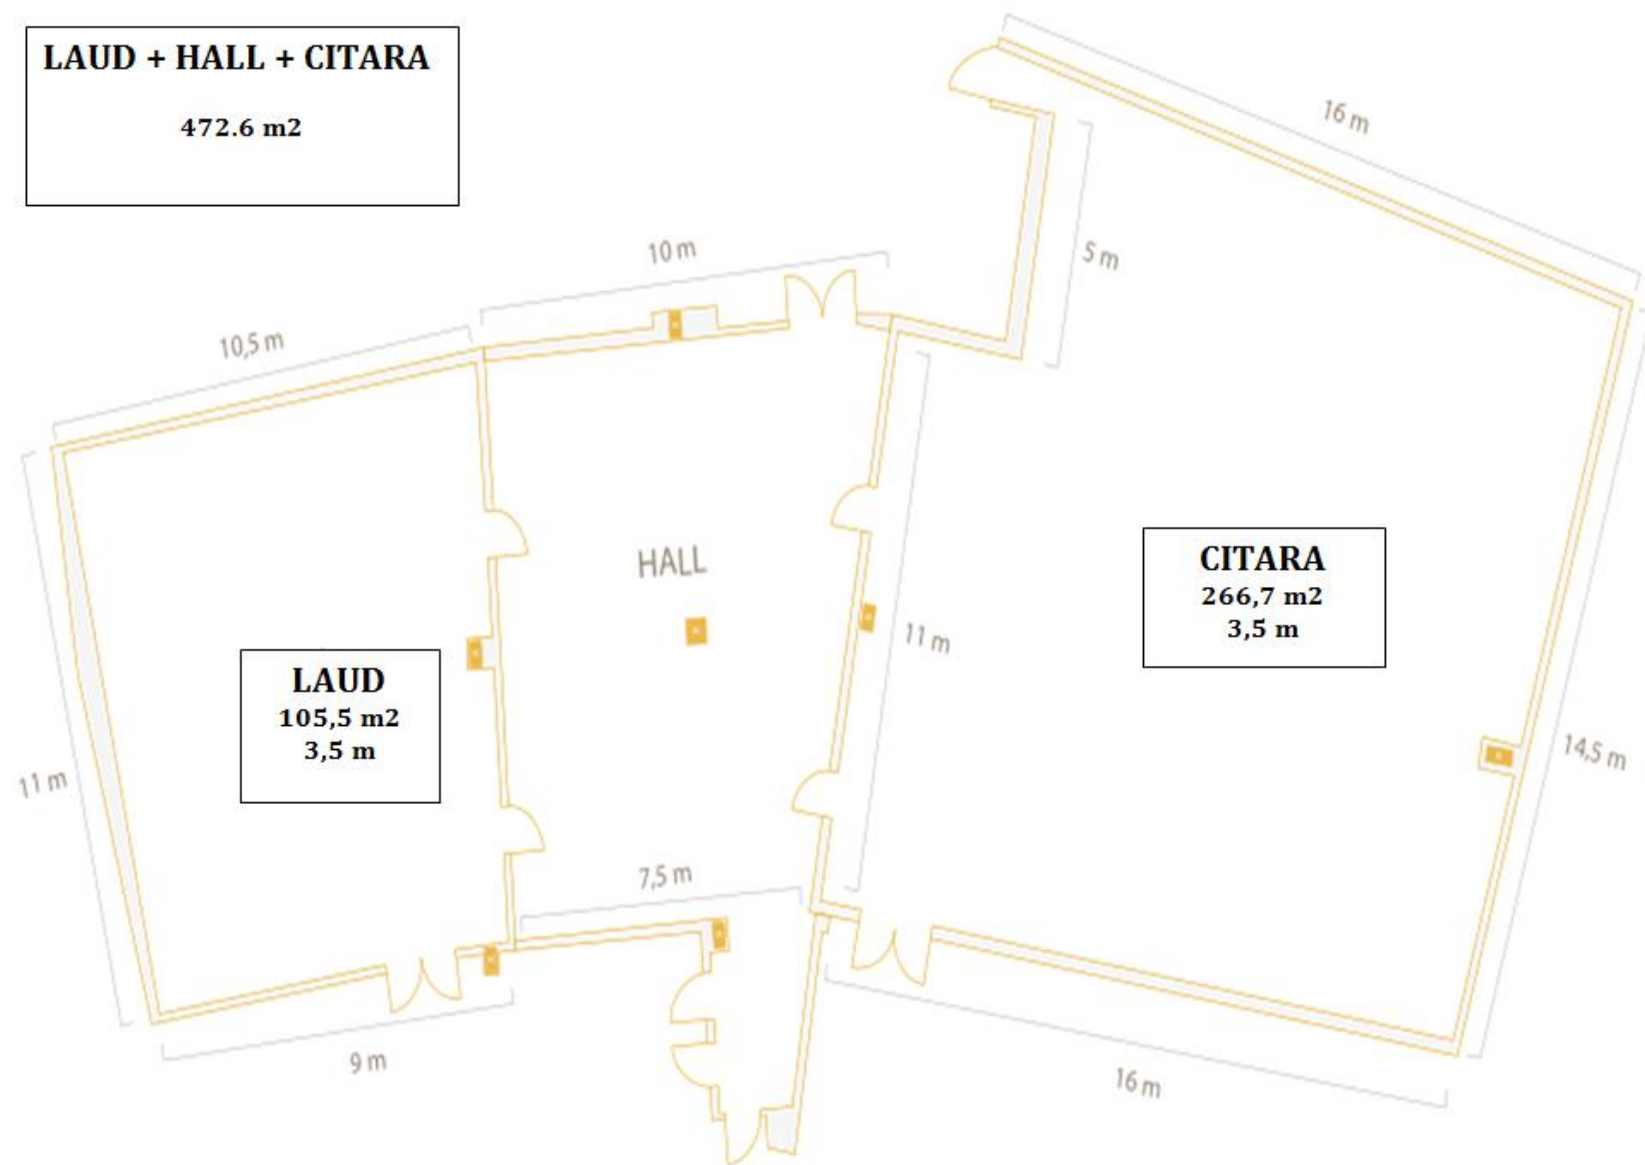 LAUD + HALL + CITARA
472.6 m2
16 m
5 m
10 m
10,5 m
HALL
11 m
CITARA
266,7 m2
3,5 m
LAUD
105,5 m2
3,5 m
11 m
14,5 m
7,5 m
9 m
16 m